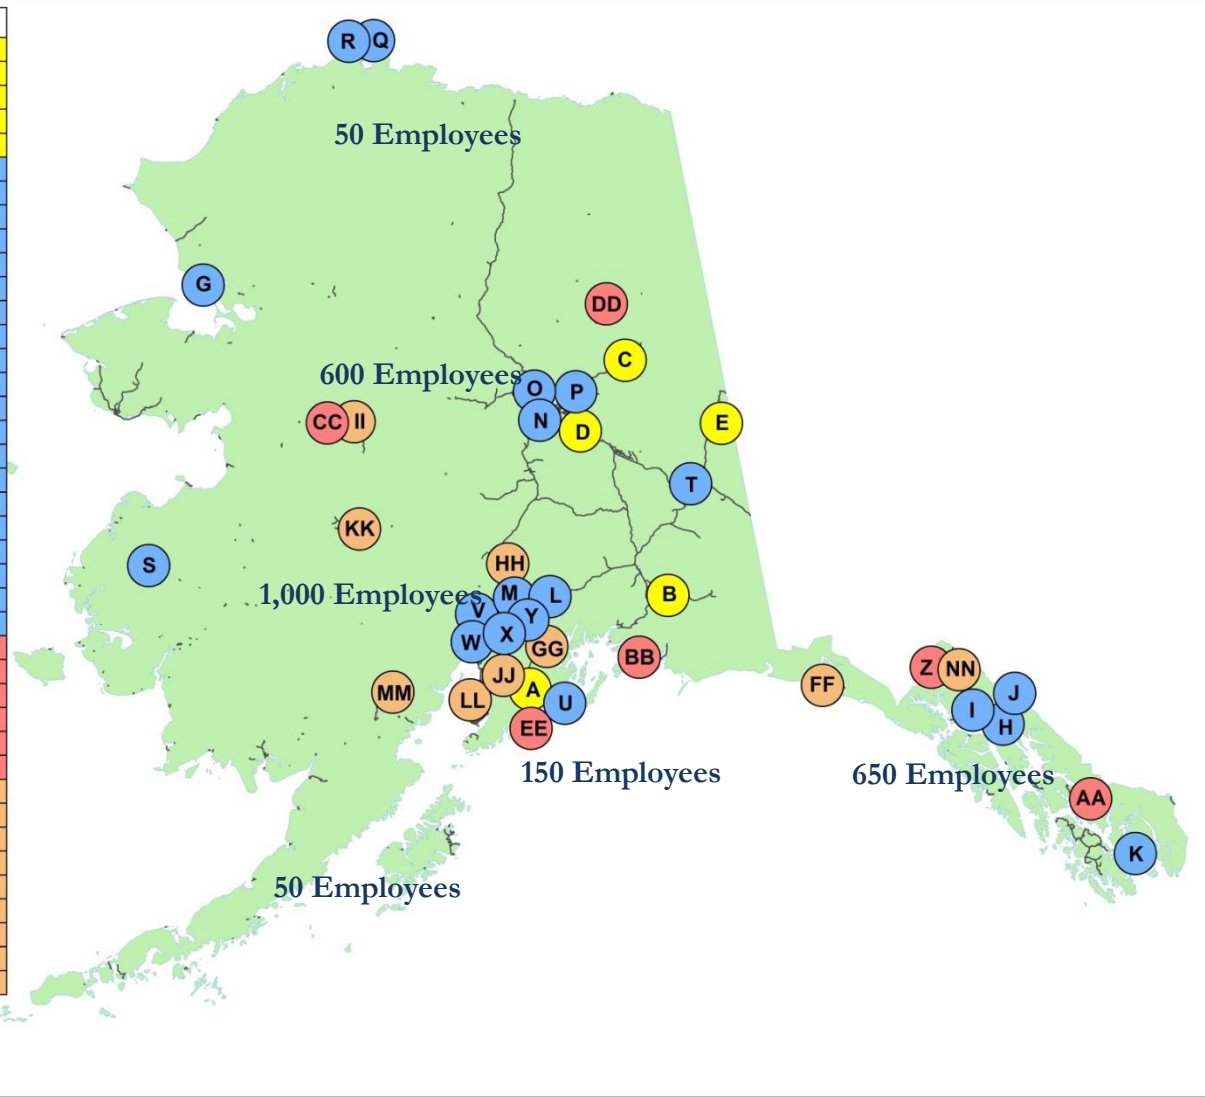 R Q
50 Employees
G
DD
C
600 Employees
O P
CC II
N D
E
T
KK
S
HH
1,000 Employees
M L
V Y
B
W X
GG
BB
Z NN
JJ
FF
MM
LL A
U
J
I
H
EE
150 Employees
650 Employees
AA
K
50 Employees